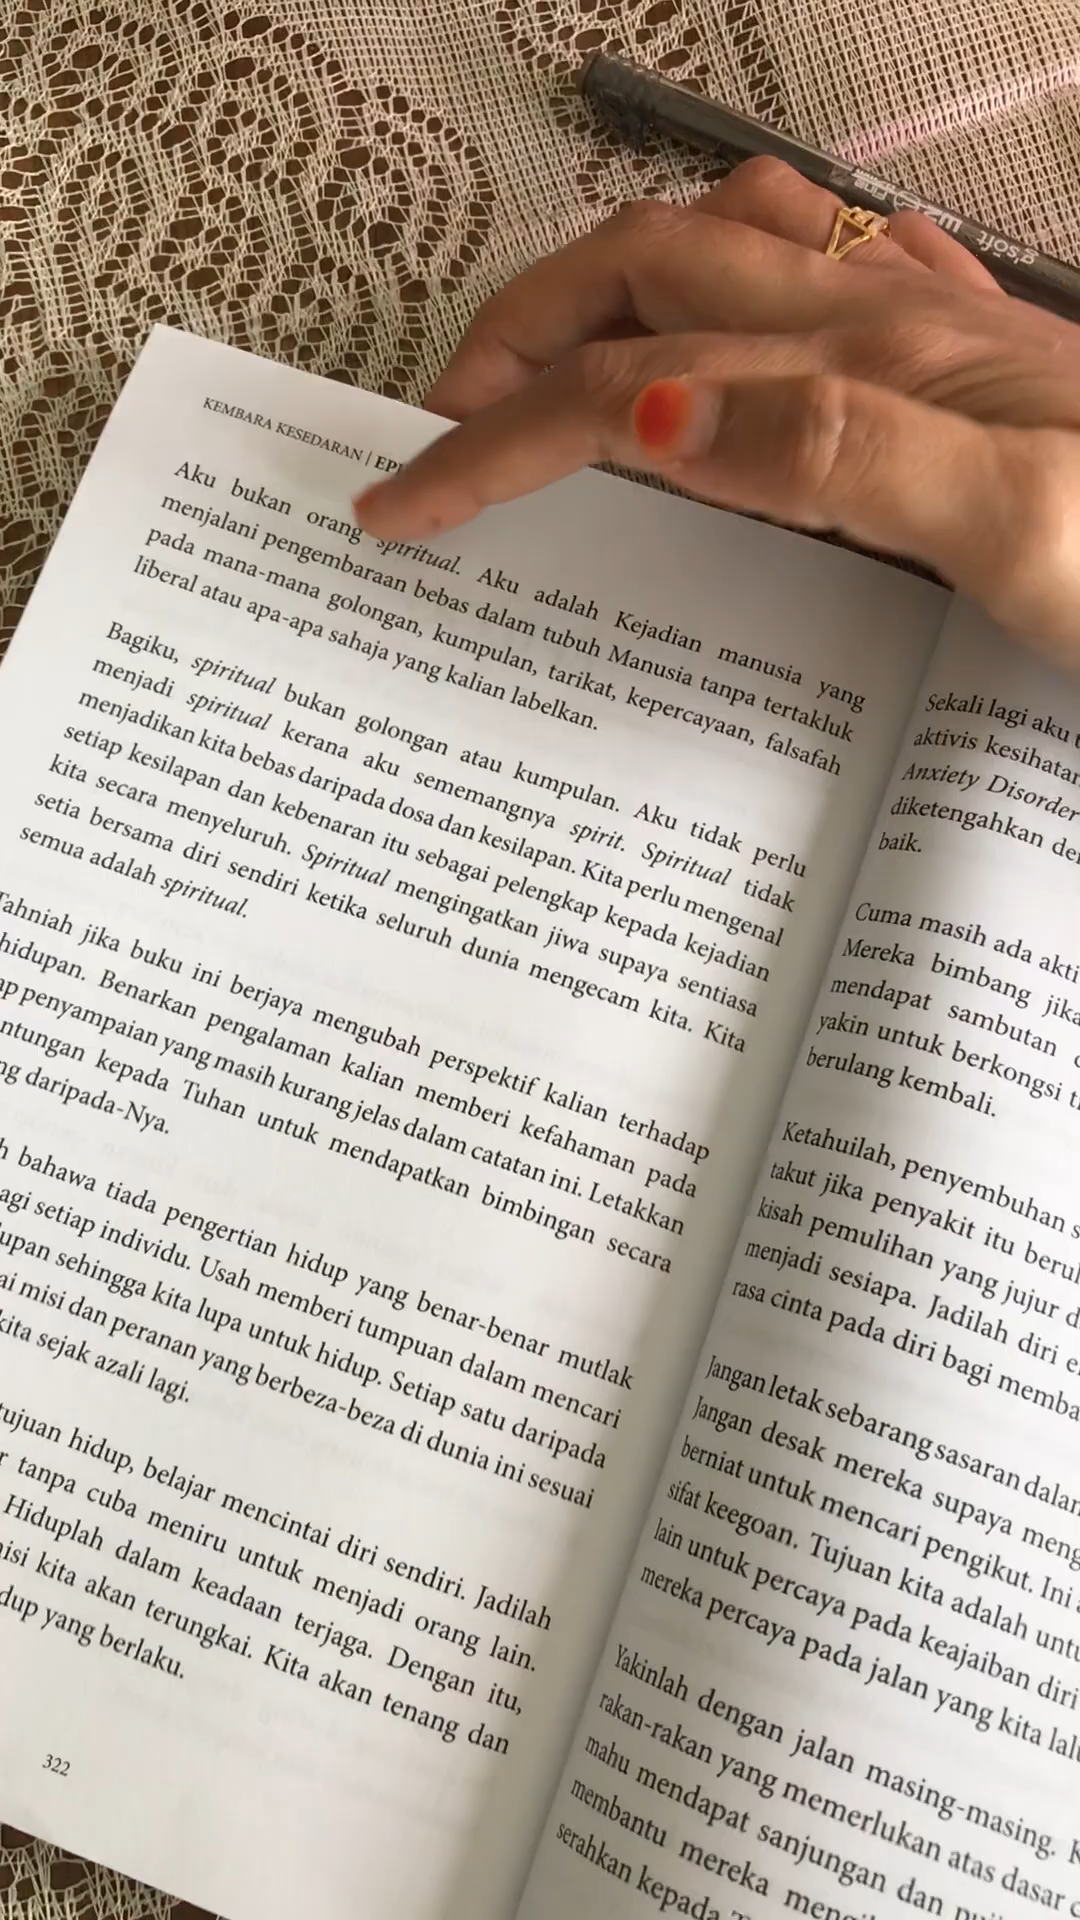 g'soft
KEMBARA KESEDARAN |
Aku bukan orang spiritual. Aku adalah Kejadian manusia yang
menjalani pengembaraan bebas dalam tubuh Manusia tanpa tertakluk
pada mana-mana golongan, kumpulan, tarikat, kepercayaan, falsafah
liberal atau apa-apa sahaja yang kalian labelkan.
Bagiku, spiritual bukan golongan atau kumpulan. Aku tidak perlu
menjadi spiritual kerana aku sememangnya spirit. Spiritual tidak
menjadikan kita bebas daripada dosa dan kesilapan. Kita perlu mengenal
setiap kesilapan dan kebenaran itu sebagai pelengkap kepada kejadian
kita secara menyeluruh. Spiritual mengingatkan jiwa supaya sentiasa
setia bersama diri sendiri ketika seluruh dunia mengecam kita. Kita
semua adalah spiritual.
Tahniah jika buku ini berjaya mengubah perspektif kalian terhadap
hidupan. Benarkan pengalaman kalian memberi kefahaman pada
ap penyampaian yang masih kurang jelas dalam catatan ini. Letakkan
ntungan kepada Tuhan untuk mendapatkan bimbingan secara
ng daripada-Nya.
h bahawa tiada pengertian hidup yang benar-benar mutlak
agi setiap individu. Usah memberi tumpuan dalam mencari
upan sehingga kita lupa untuk hidup. Setiap satu daripada
ai misi dan peranan yang berbeza-beza di dunia ini sesuai
kita sejak azali lagi.
tujuan hidup, belajar mencintai diri sendiri. Jadilah
r tanpa cuba meniru untuk menjadi orang lain.
Hiduplah dalam keadaan terjaga. Dengan itu,
isi kita akan terungkai. Kita akan tenang dan
dup yang berlaku.
322
Sekali lagi aku
aktivis kesihatan
Anxiety Disorder
diketengahkan
baik.
Cuma masih ada
Mereka bimbang jika
mendapat sambutan
yakin untuk berkongsi
berulang kembali.
Ketahuilah, penyembuhan
takut jika penyakit itu
kisah pemulihan yang jujur
menjadi sesiapa. Jadilah diri
rasa cinta pada diri bagi
Jangan letak sebarang sasaran
Jangan desak mereka supaya
berniat untuk mencari pengikut. Ini
sifat keegoan. Tujuan kita adalah
lain untuk percaya pada keajaiban diri
mereka percaya pada jalan yang kita
Yakinlah dengan jalan masing-masing.
rakan-rakan yang memerlukan atas dasar
mahu mendapat sanjungan dan
membantu mereka
serahkan kepada